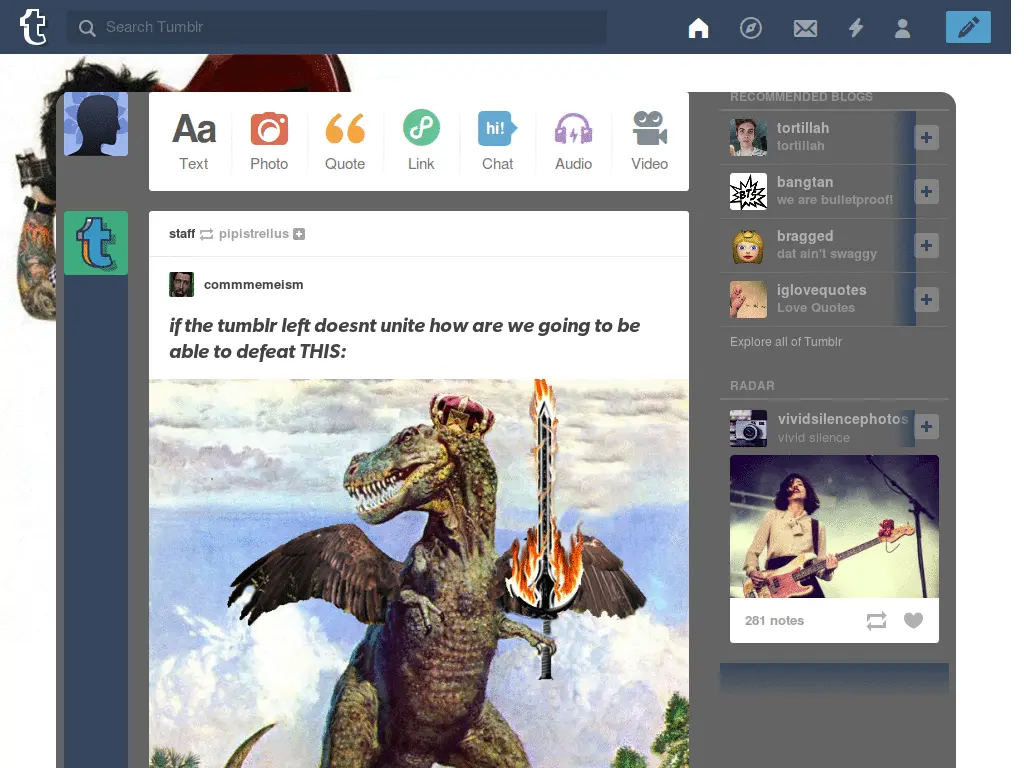 t
Search Tumblr
Aa
hi!
Text
Photo
Quote
Link
Chat
Audio
Video
t
staff pipistrellus
commmemeism
if the tumblr left doesnt unite how are we going to be
able to defeat THIS:
RECOMMENDED BLOGS
tortillah
tortillah
BTS
bangtan
we are bulletproof!
bragged
dat ain't swaggy
iglovequotes
Love Quotes
Explore all of Tumblr
RADAR
vividsilencephotos
vivid silence
281 notes